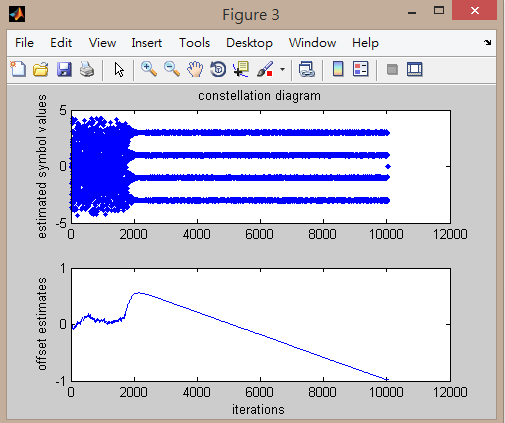 Figure 3
File Edit View Insert Tools Desktop Window Help
constellation diagram
estimated symbol values
5
0
-5
0 2000 4000 6000 8000 10000 12000
offset estimates
1
0
-1
0 2000 4000 6000 8000 10000 12000
iterations